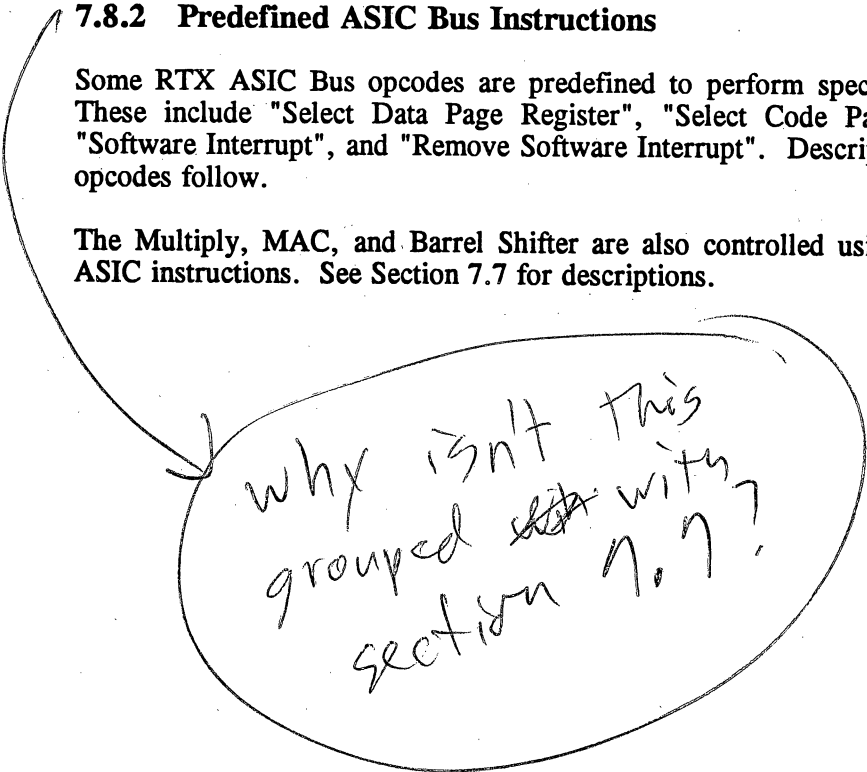 7.8.2 Predefined ASIC Bus Instructions
Some RTX ASIC Bus opcodes are predefined to perform spec
These include "Select Data Page Register", "Select Code Pa
"Software Interrupt", and "Remove Software Interrupt". Descri
opcodes follow.
The Multiply, MAC, and Barrel Shifter are also controlled usi
ASIC instructions. See Section 7.7 for descriptions.
why isn't this
grouped with
section 7.7?